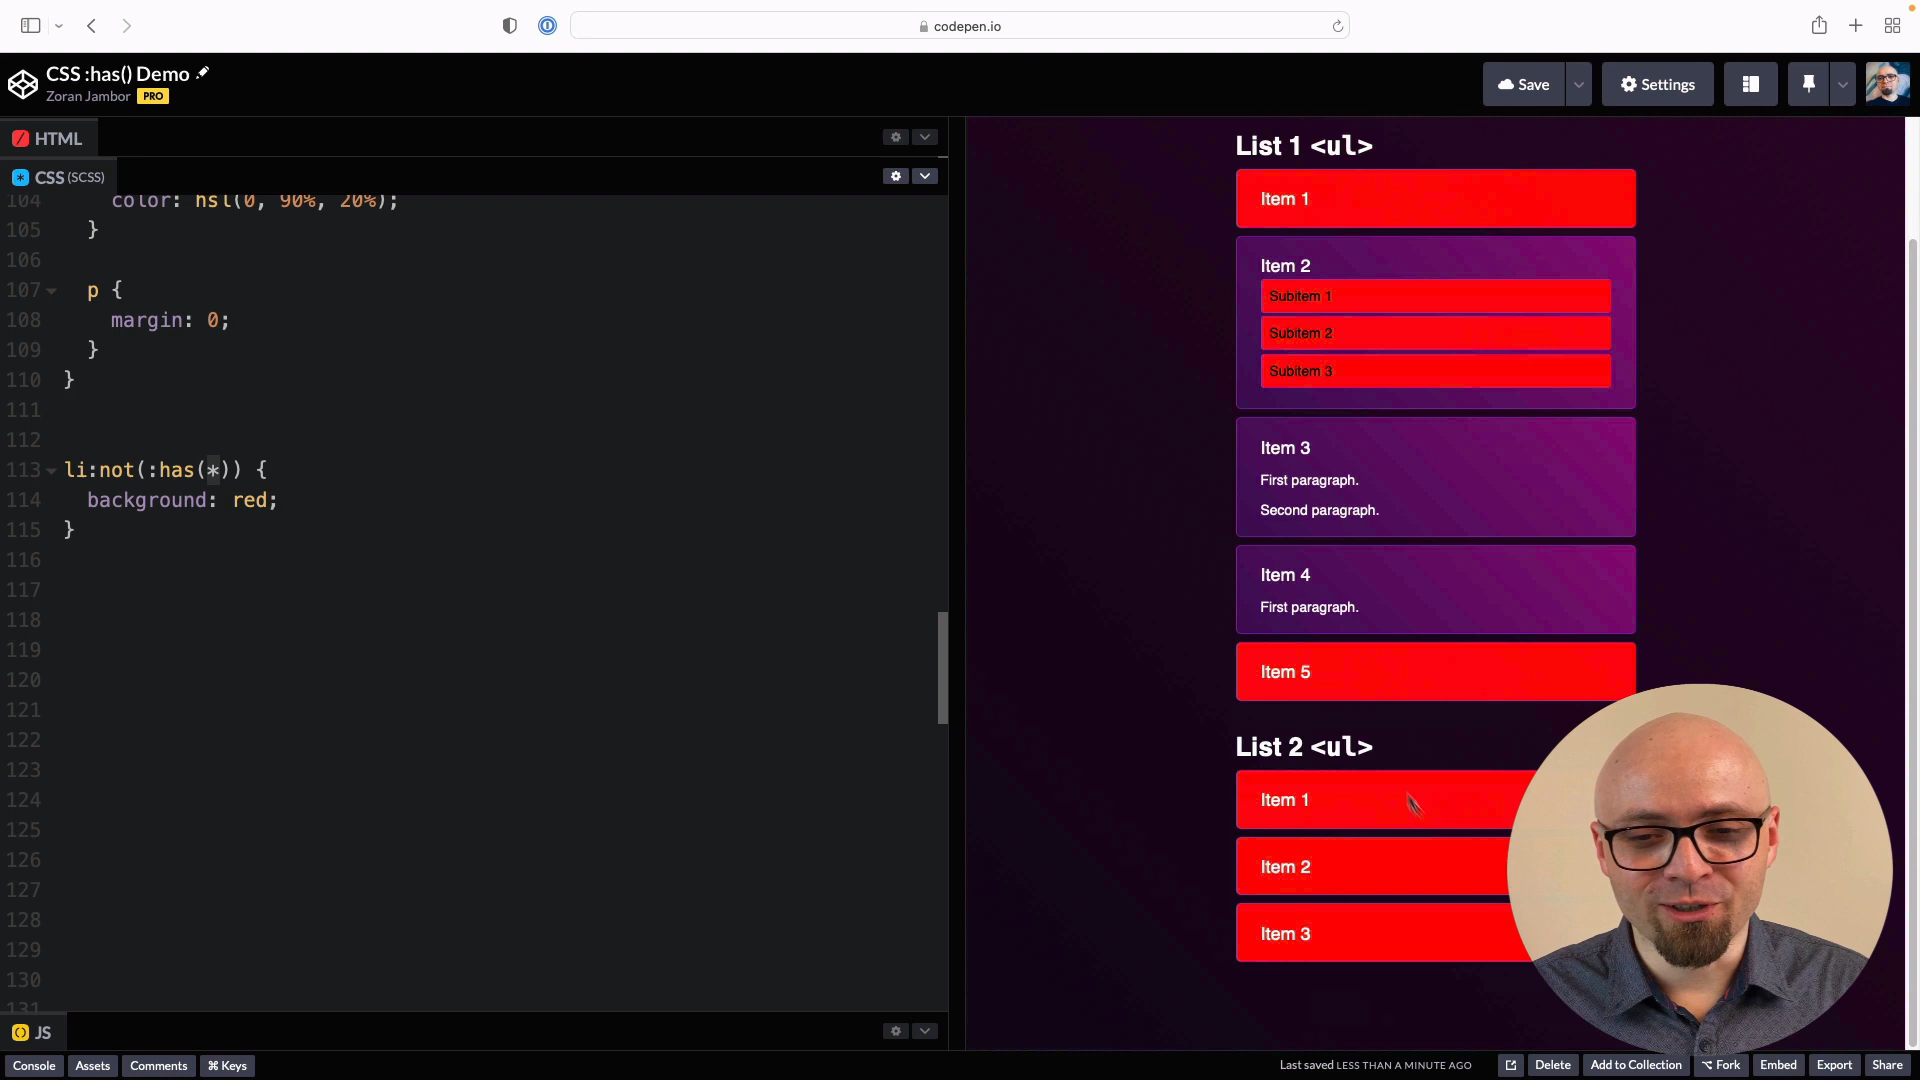 codepen.io
CSS :has() Demo
Zoran Jambor PRO
Save
Settings
HTML
CSS (SCSS)
104 color: hsl(0, 90%, 20%);
105 }
106
107 p {
108 margin: 0;
109 }
110 }
111
112
113 li:not(:has(*)) {
114 background: red;
115 }
116
117
118
119
120
121
122
123
124
125
126
127
128
129
130
131
JS
List 1 <ul>
Item 1
Item 2
Subitem 1
Subitem 2
Subitem 3
Item 3
First paragraph.
Second paragraph.
Item 4
First paragraph.
Item 5
List 2 <ul>
Item 1
Item 2
Item 3
Console Assets Comments ⌘ Keys
Last saved LESS THAN A MINUTE AGO Delete Add to Collection ⌥ Fork Embed Export Share